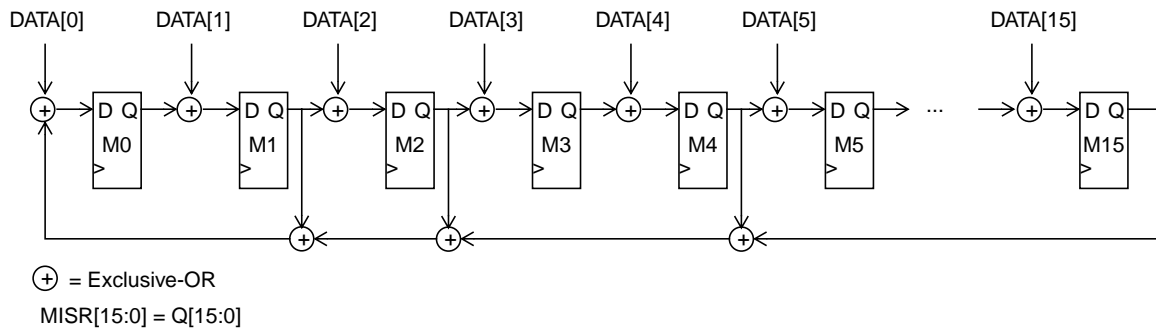 DATA[0] DATA[1] DATA[2] DATA[3] DATA[4] DATA[5] DATA[15]
+ + + + + + +
D Q D Q D Q D Q D Q D Q ... D Q
M0 M1 M2 M3 M4 M5 M15
+ + +
+ = Exclusive-OR
MISR[15:0] = Q[15:0]